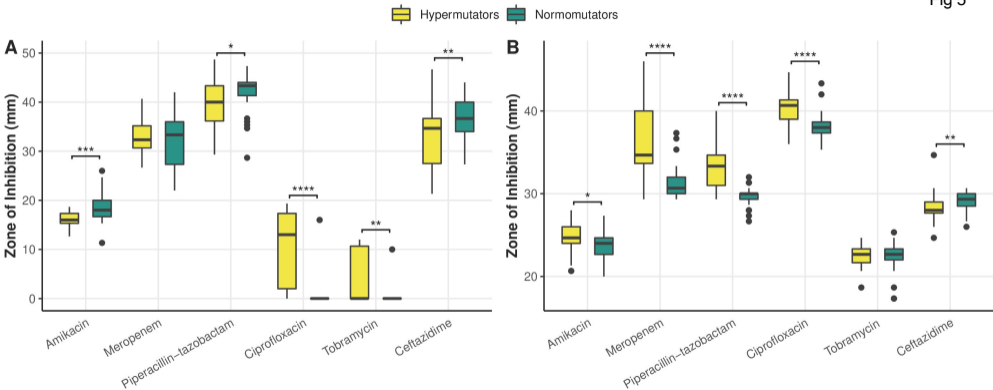 Fig 5
Hypermutators Normomutators
A
Zone of Inhibition (mm)
50
40
30
20
10
0
***
*
****
**
**
Amikacin
Meropenem
Piperacillin–tazobactam
Ciprofloxacin
Tobramycin
Ceftazidime
B
Zone of Inhibition (mm)
40
30
20
*
****
****
****
**
Amikacin
Meropenem
Piperacillin–tazobactam
Ciprofloxacin
Tobramycin
Ceftazidime